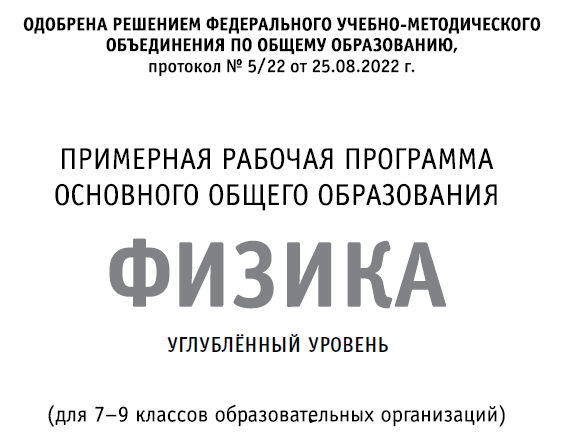 ОДОБРЕНА РЕШЕНИЕМ ФЕДЕРАЛЬНОГО УЧЕБНО-МЕТОДИЧЕСКОГО
ОБЪЕДИНЕНИЯ ПО ОБЩЕМУ ОБРАЗОВАНИЮ,
протокол № 5/22 от 25.08.2022 г.
ПРИМЕРНАЯ РАБОЧАЯ ПРОГРАММА
ОСНОВНОГО ОБЩЕГО ОБРАЗОВАНИЯ
ФИЗИКА
УГЛУБЛЁННЫЙ УРОВЕНЬ
(для 7–9 классов образовательных организаций)